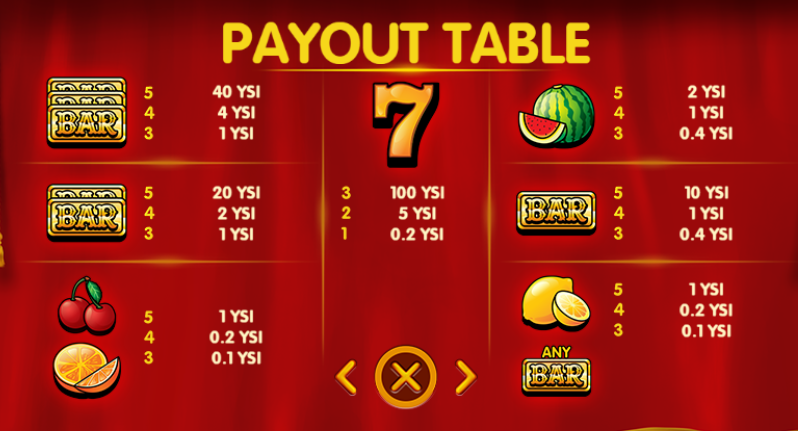 PAYOUT TABLE
BAR
5 40 YSI
4 4 YSI
3 1 YSI
BAR
5 20 YSI
4 2 YSI
3 1 YSI
5 1 YSI
4 0.2 YSI
3 0.1 YSI
7
3 100 YSI
2 5 YSI
1 0.2 YSI
5 2 YSI
4 1 YSI
3 0.4 YSI
BAR
5 10 YSI
4 1 YSI
3 0.4 YSI
5 1 YSI
4 0.2 YSI
3 0.1 YSI
ANY
BAR